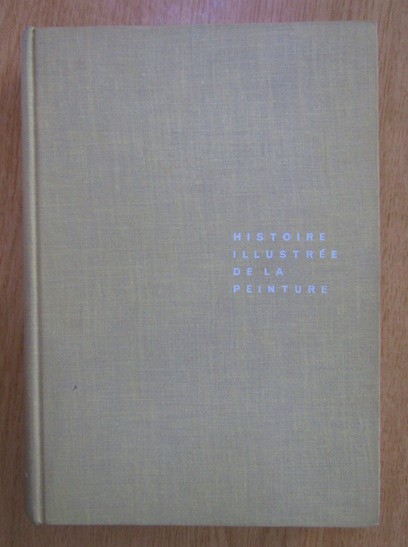 HISTOIRE
ILLUSTRÉE
DE LA
PEINTURE